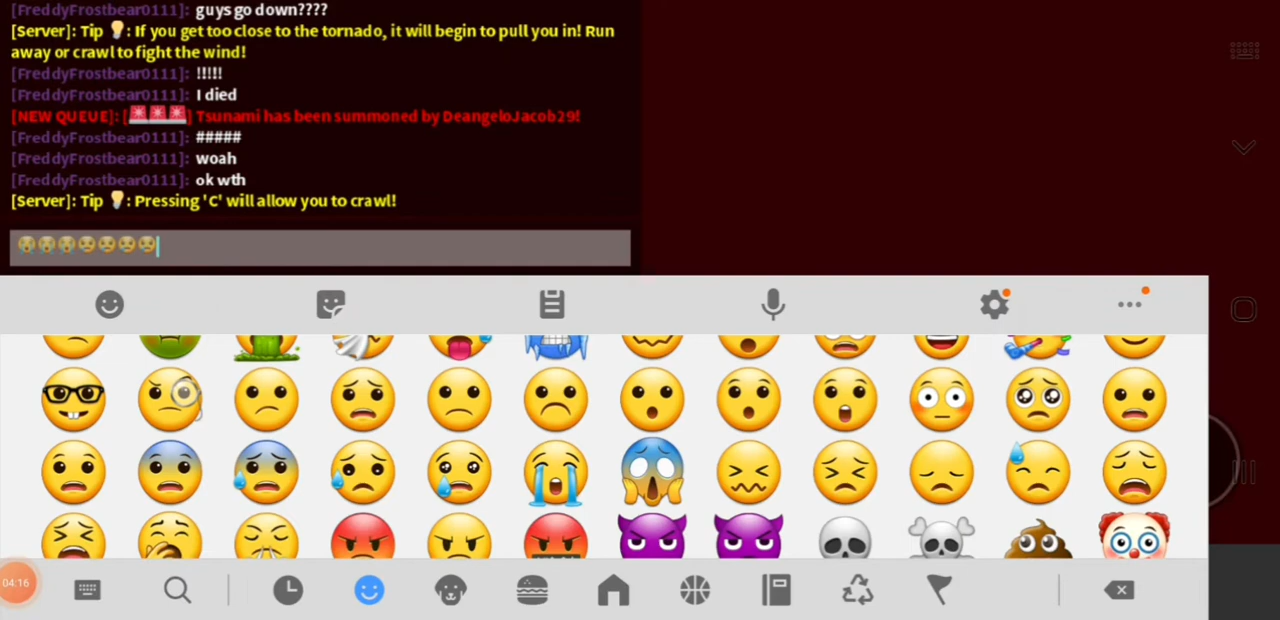 [FreddyFrostbear0111]: guys go down????
[Server]: Tip 💡: If you get too close to the tornado, it will begin to pull you in! Run
away or crawl to fight the wind!
[FreddyFrostbear0111]: !!!!!
[FreddyFrostbear0111]: I died
[NEW QUEUE]: [🚨🚨🚨] Tsunami has been summoned by DeangeloJacob29!
[FreddyFrostbear0111]: #####
[FreddyFrostbear0111]: woah
[FreddyFrostbear0111]: ok wth
[Server]: Tip 💡: Pressing 'C' will allow you to crawl!
😭😭😭😢😢😢😢
04:16